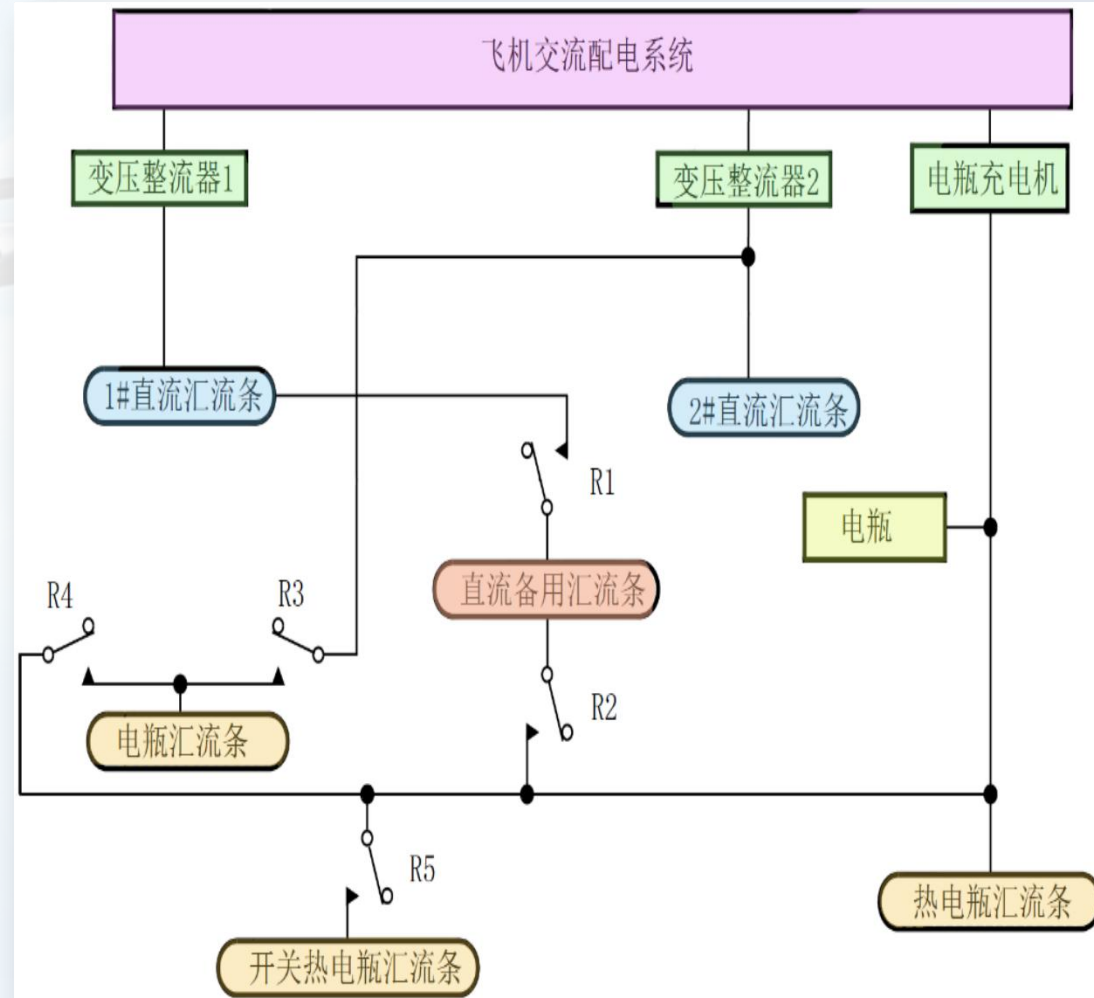 飞机交流配电系统
变压整流器1
变压整流器2
电瓶充电机
1#直流汇流条
2#直流汇流条
R1
电瓶
直流备用汇流条
R4
R3
R2
电瓶汇流条
R5
热电瓶汇流条
开关热电瓶汇流条